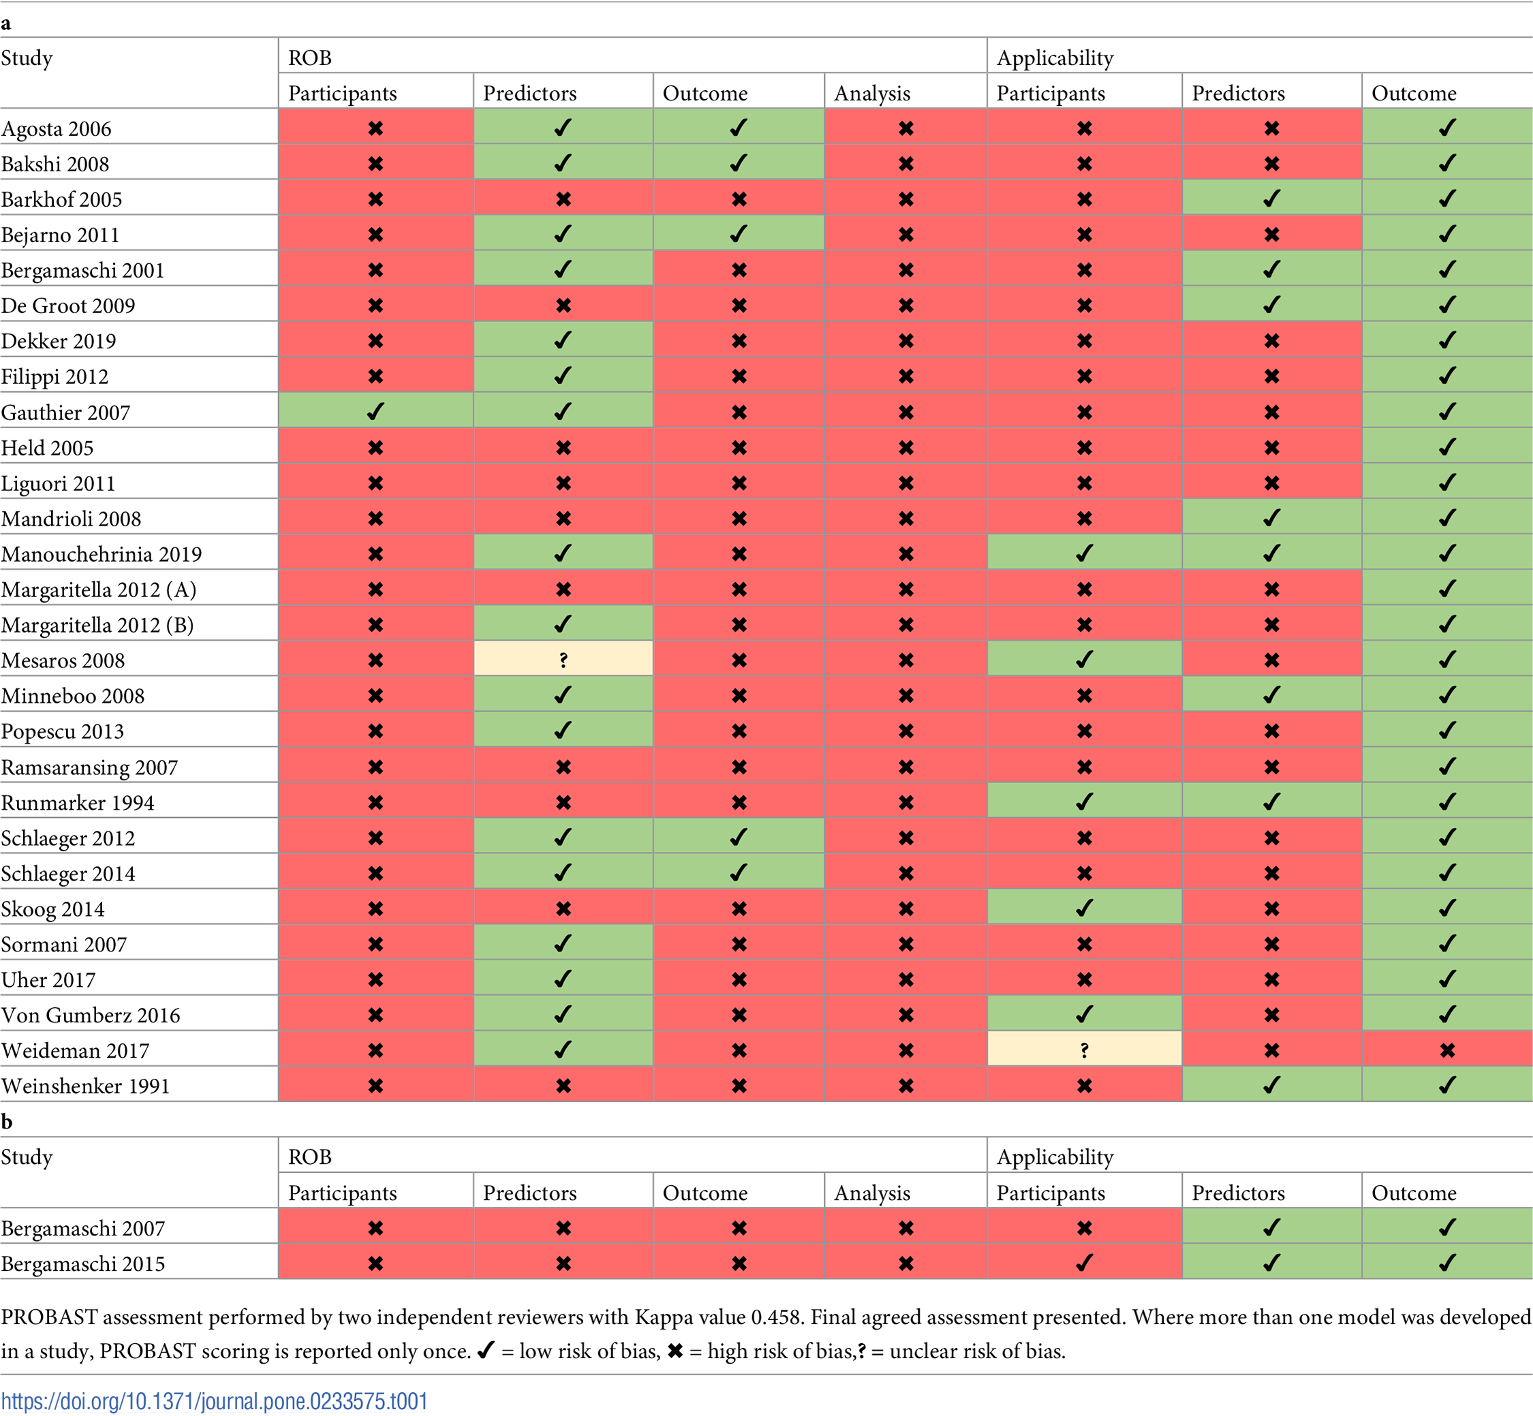 a
Study ROB Applicability
Participants Predictors Outcome Analysis Participants Predictors Outcome
Agosta 2006 ✖ ✔ ✔ ✖ ✖ ✖ ✔
Bakshi 2008 ✖ ✔ ✔ ✖ ✖ ✖ ✔
Barkhof 2005 ✖ ✖ ✖ ✖ ✖ ✔ ✔
Bejarno 2011 ✖ ✔ ✔ ✖ ✖ ✖ ✔
Bergamaschi 2001 ✖ ✔ ✖ ✖ ✖ ✔ ✔
De Groot 2009 ✖ ✖ ✖ ✖ ✖ ✔ ✔
Dekker 2019 ✖ ✔ ✖ ✖ ✖ ✖ ✔
Filippi 2012 ✖ ✔ ✖ ✖ ✖ ✖ ✔
Gauthier 2007 ✔ ✔ ✖ ✖ ✖ ✖ ✔
Held 2005 ✖ ✖ ✖ ✖ ✖ ✖ ✔
Liguori 2011 ✖ ✖ ✖ ✖ ✖ ✖ ✔
Mandrioli 2008 ✖ ✖ ✖ ✖ ✖ ✔ ✔
Manouchehrinia 2019 ✖ ✔ ✖ ✖ ✔ ✔ ✔
Margaritella 2012 (A) ✖ ✖ ✖ ✖ ✖ ✖ ✔
Margaritella 2012 (B) ✖ ✔ ✖ ✖ ✖ ✖ ✔
Mesaros 2008 ✖ ? ✖ ✖ ✔ ✖ ✔
Minneboo 2008 ✖ ✔ ✖ ✖ ✖ ✔ ✔
Popescu 2013 ✖ ✔ ✖ ✖ ✖ ✖ ✔
Ramsaransing 2007 ✖ ✖ ✖ ✖ ✖ ✖ ✔
Runmarker 1994 ✖ ✖ ✖ ✖ ✔ ✔ ✔
Schlaeger 2012 ✖ ✔ ✔ ✖ ✖ ✖ ✔
Schlaeger 2014 ✖ ✔ ✔ ✖ ✖ ✖ ✔
Skoog 2014 ✖ ✖ ✖ ✖ ✔ ✖ ✔
Sormani 2007 ✖ ✔ ✖ ✖ ✖ ✖ ✔
Uher 2017 ✖ ✔ ✖ ✖ ✖ ✖ ✔
Von Gumberz 2016 ✖ ✔ ✖ ✖ ✔ ✖ ✔
Weideman 2017 ✖ ✔ ✖ ✖ ? ✖ ✖
Weinshenker 1991 ✖ ✖ ✖ ✖ ✖ ✔ ✔
b
Study ROB Applicability
Participants Predictors Outcome Analysis Participants Predictors Outcome
Bergamaschi 2007 ✖ ✖ ✖ ✖ ✖ ✔ ✔
Bergamaschi 2015 ✖ ✖ ✖ ✖ ✔ ✔ ✔
PROBAST assessment performed by two independent reviewers with Kappa value 0.458. Final agreed assessment presented. Where more than one model was developed
in a study, PROBAST scoring is reported only once. ✔ = low risk of bias, ✖ = high risk of bias,? = unclear risk of bias.
https://doi.org/10.1371/journal.pone.0233575.t001